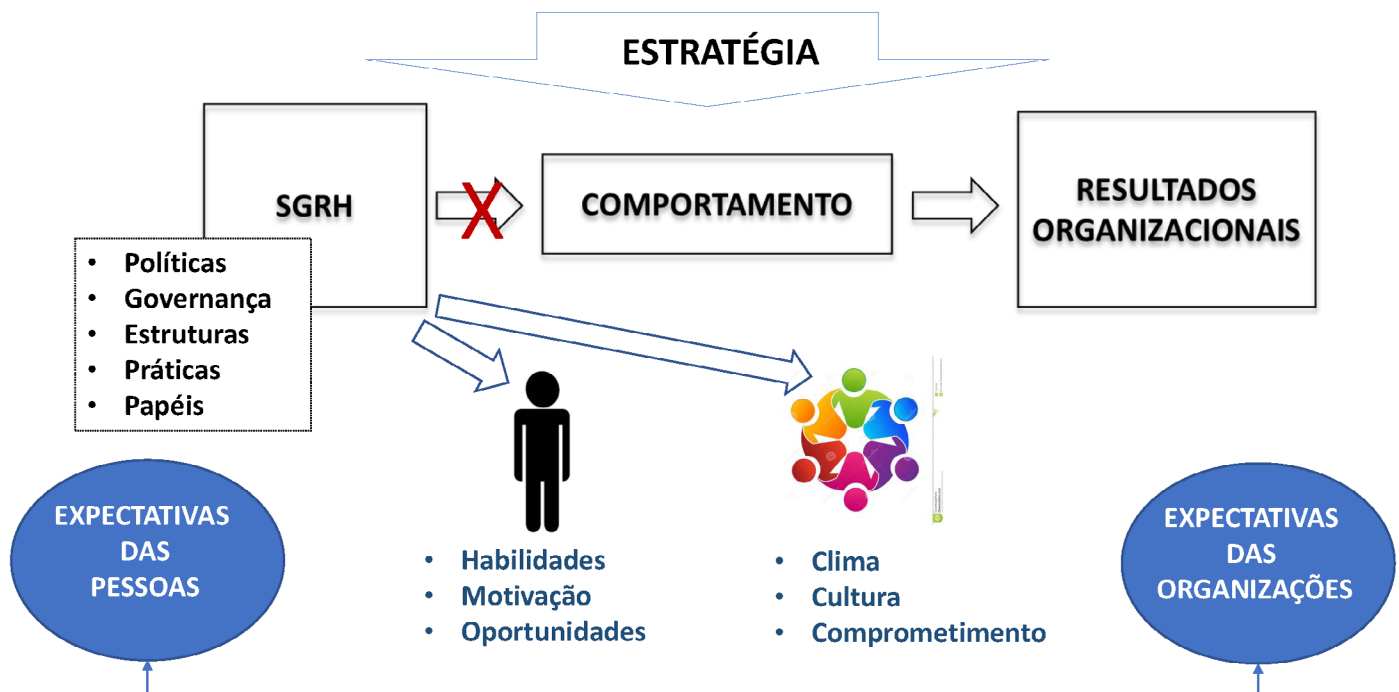 ESTRATÉGIA
SGRH
X
COMPORTAMENTO
RESULTADOS
ORGANIZACIONAIS
• Políticas
• Governança
• Estruturas
• Práticas
• Papéis
EXPECTATIVAS
DAS
PESSOAS
• Habilidades
• Motivação
• Oportunidades
• Clima
• Cultura
• Comprometimento
EXPECTATIVAS
DAS
ORGANIZAÇÕES